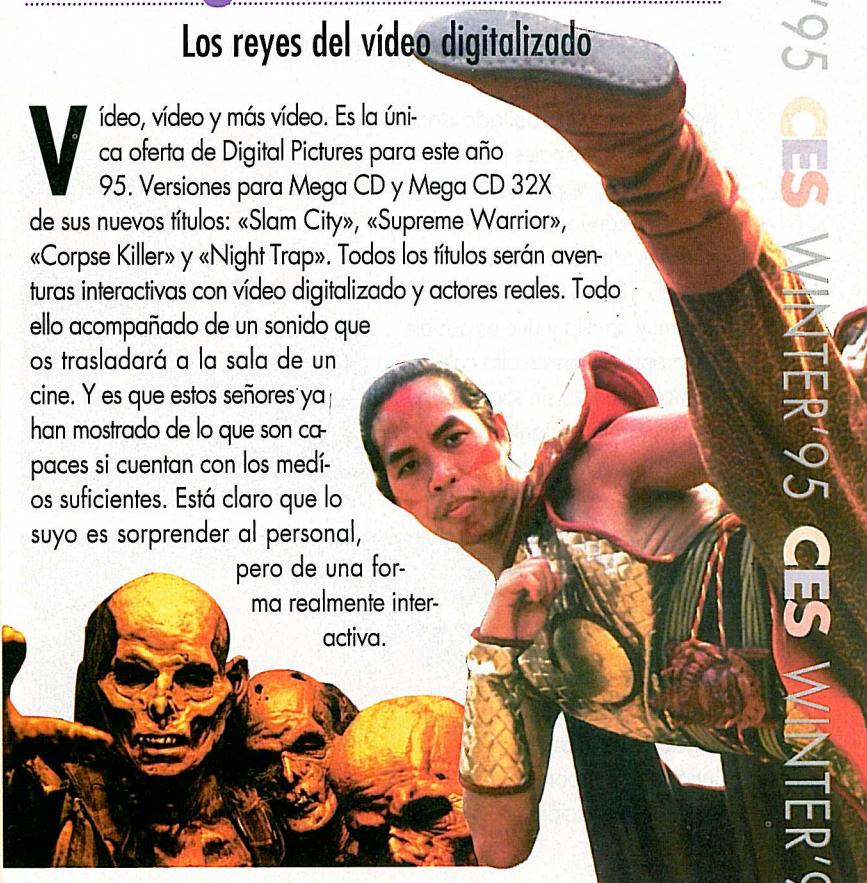 Los reyes del vídeo digitalizado
Vídeo, vídeo y más vídeo. Es la úni-
ca oferta de Digital Pictures para este año
95. Versiones para Mega CD y Mega CD 32X
de sus nuevos títulos: «Slam City», «Supreme Warrior»,
«Corpse Killer» y «Night Trap». Todos los títulos serán aven-
turas interactivas con vídeo digitalizado y actores reales. Todo
ello acompañado de un sonido que
os trasladará a la sala de un
cine. Y es que estos señores ya
han mostrado de lo que son ca-
paces si cuentan con los medí-
os suficientes. Está claro que lo
suyo es sorprender al personal,
pero de una for-
ma realmente inter-
activa.
'95 CES WINTER'95 CES WINTER'9